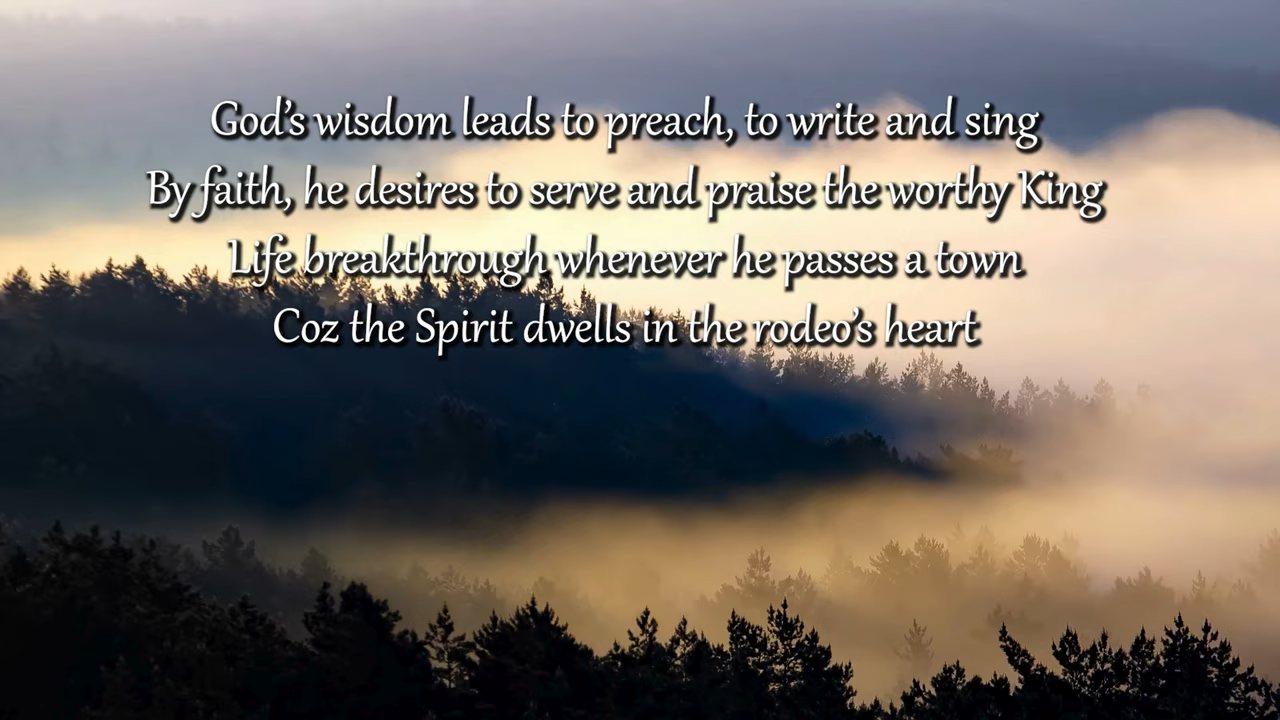 God's wisdom leads to preach, to write and sing
By faith, he desires to serve and praise the worthy King
Life breakthrough whenever he passes a town
Coz the Spirit dwells in the rodeo's heart